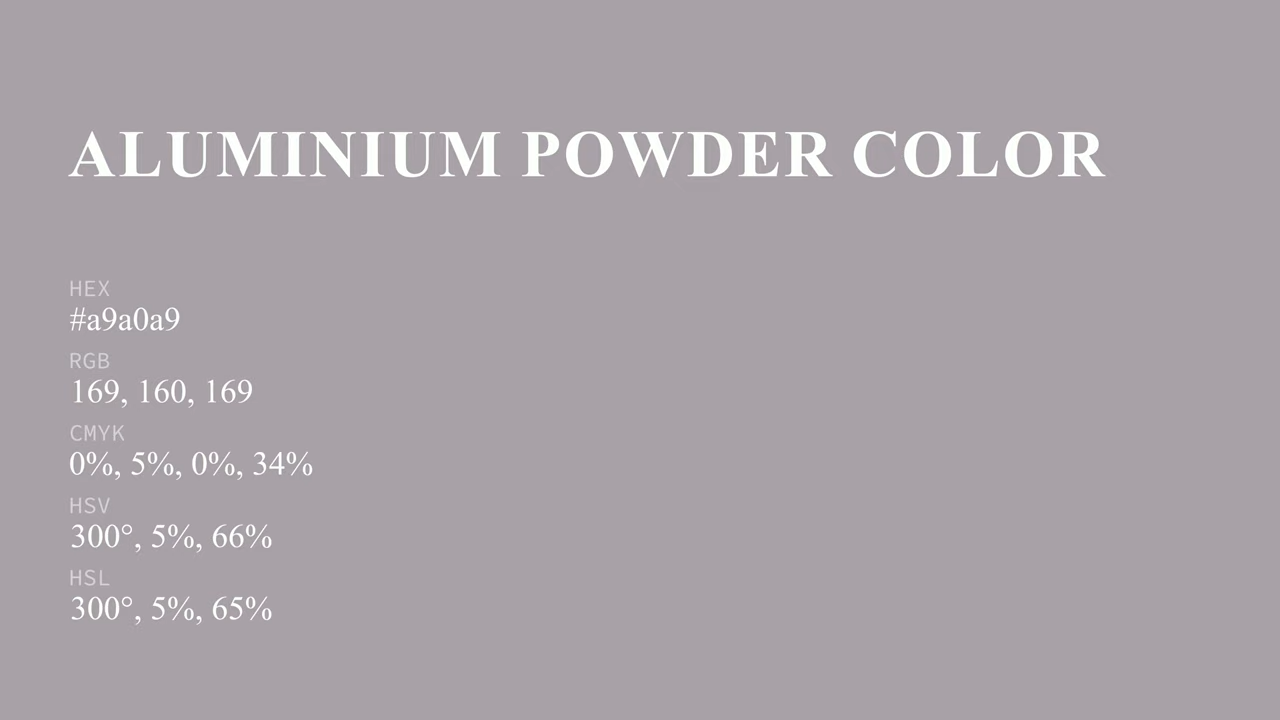 ALUMINIUM POWDER COLOR
HEX
#a9a0a9
RGB
169, 160, 169
CMYK
0%, 5%, 0%, 34%
HSV
300°, 5%, 66%
HSL
300°, 5%, 65%